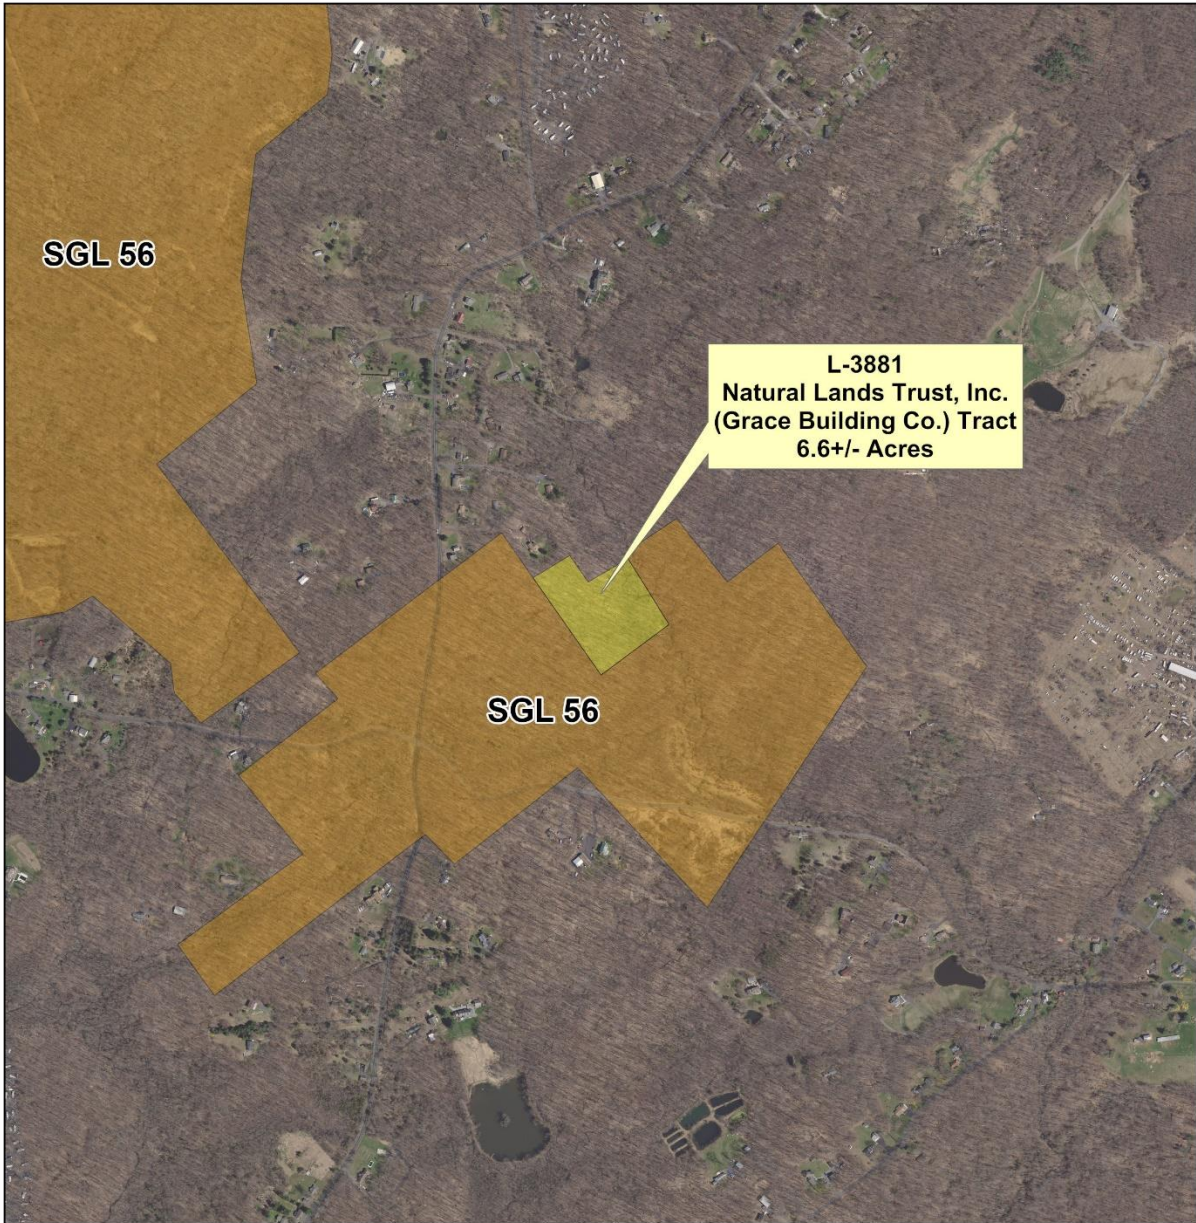 SGL 56
L-3881
Natural Lands Trust, Inc.
(Grace Building Co.) Tract
6.6+/- Acres
SGL 56